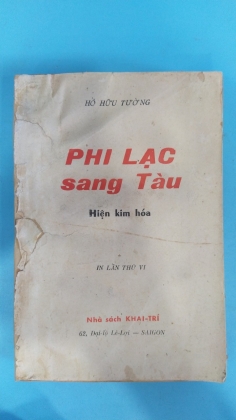 HỒ HỮU TƯỜNG
PHI LẠC
sang Tàu
Hiện kim hóa
IN LẦN THỨ VI
Nhà sách KHAI-TRÍ
62, Đại-lộ Lê-Lợi — SAIGON